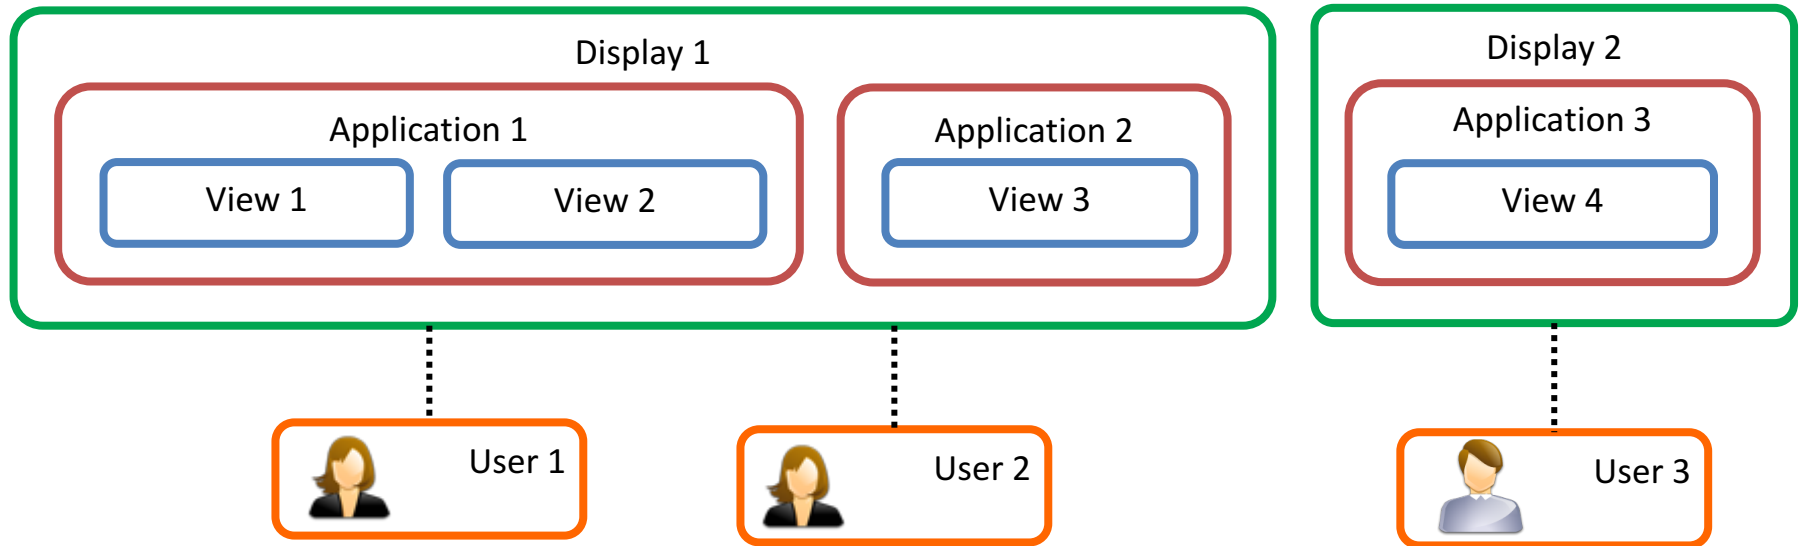 Display 1
Application 1
View 1
View 2
Application 2
View 3
Display 2
Application 3
View 4
User 1
User 2
User 3